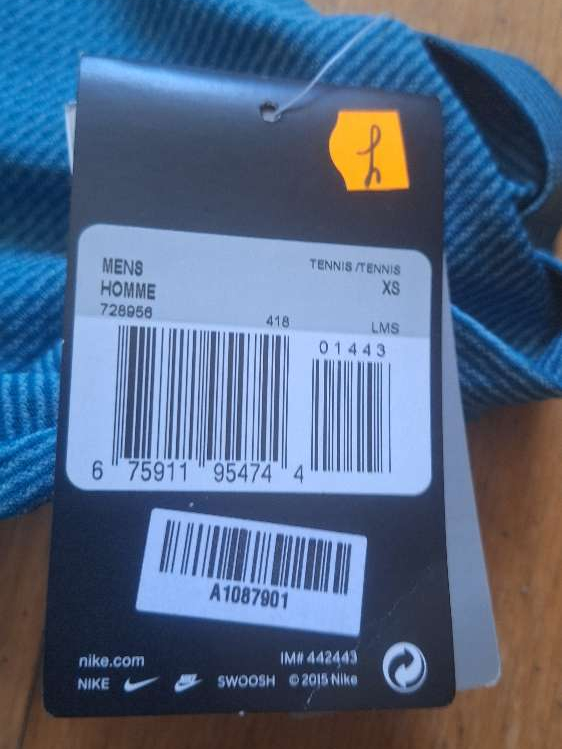 MENS
HOMME
728956
TENNIS /TENNIS
XS
418
LMS
01443
6 75911 95474 4
A1087901
nike.com
IM# 442443
NIKE SWOOSH © 2015 Nike